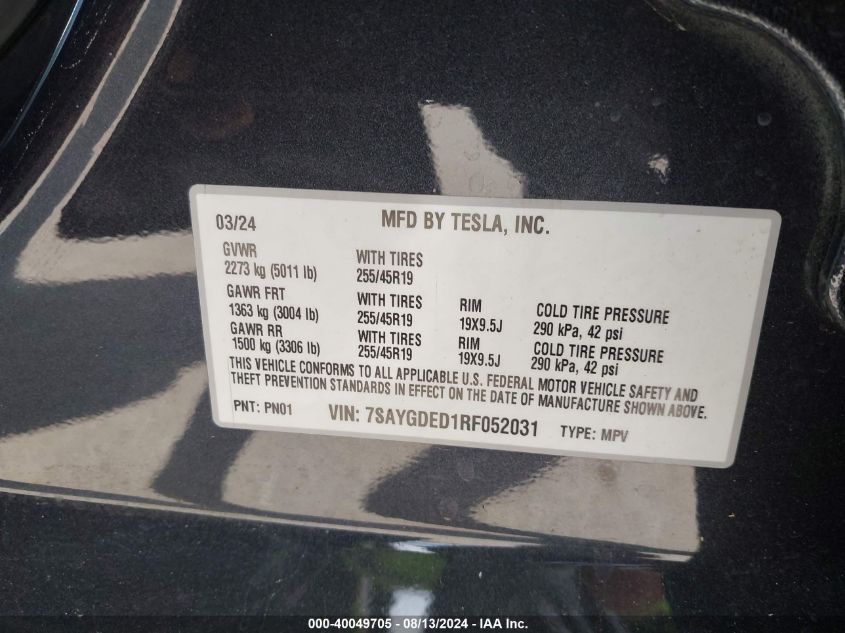 03/24 MFD BY TESLA, INC.
GVWR
2273 kg (5011 lb) WITH TIRES
255/45R19
GAWR FRT
1363 kg (3004 lb) WITH TIRES
255/45R19 RIM
19X9.5J COLD TIRE PRESSURE
290 kPa, 42 psi
GAWR RR
1500 kg (3306 lb) WITH TIRES
255/45R19 RIM
19X9.5J COLD TIRE PRESSURE
290 kPa, 42 psi
THIS VEHICLE CONFORMS TO ALL APPLICABLE U.S. FEDERAL MOTOR VEHICLE SAFETY AND
THEFT PREVENTION STANDARDS IN EFFECT ON THE DATE OF MANUFACTURE SHOWN ABOVE.
PNT: PN01 VIN: 7SAYGDED1RF052031 TYPE: MPV
000-40049705 - 08/13/2024 - IAA Inc.